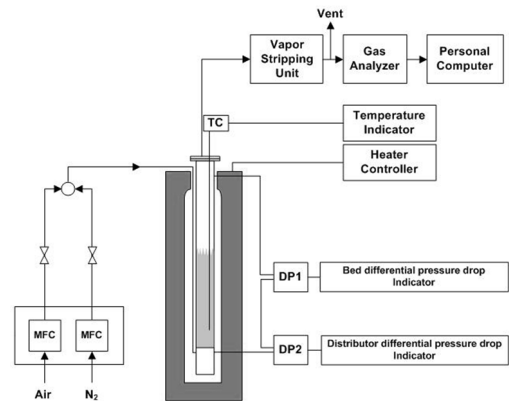 Vent
Vapor
Stripping
Unit
Gas
Analyzer
Personal
Computer
TC
Temperature
Indicator
Heater
Controller
DP1
Bed differential pressure drop
Indicator
MFC
MFC
DP2
Distributor differential pressure drop
Indicator
Air
N₂